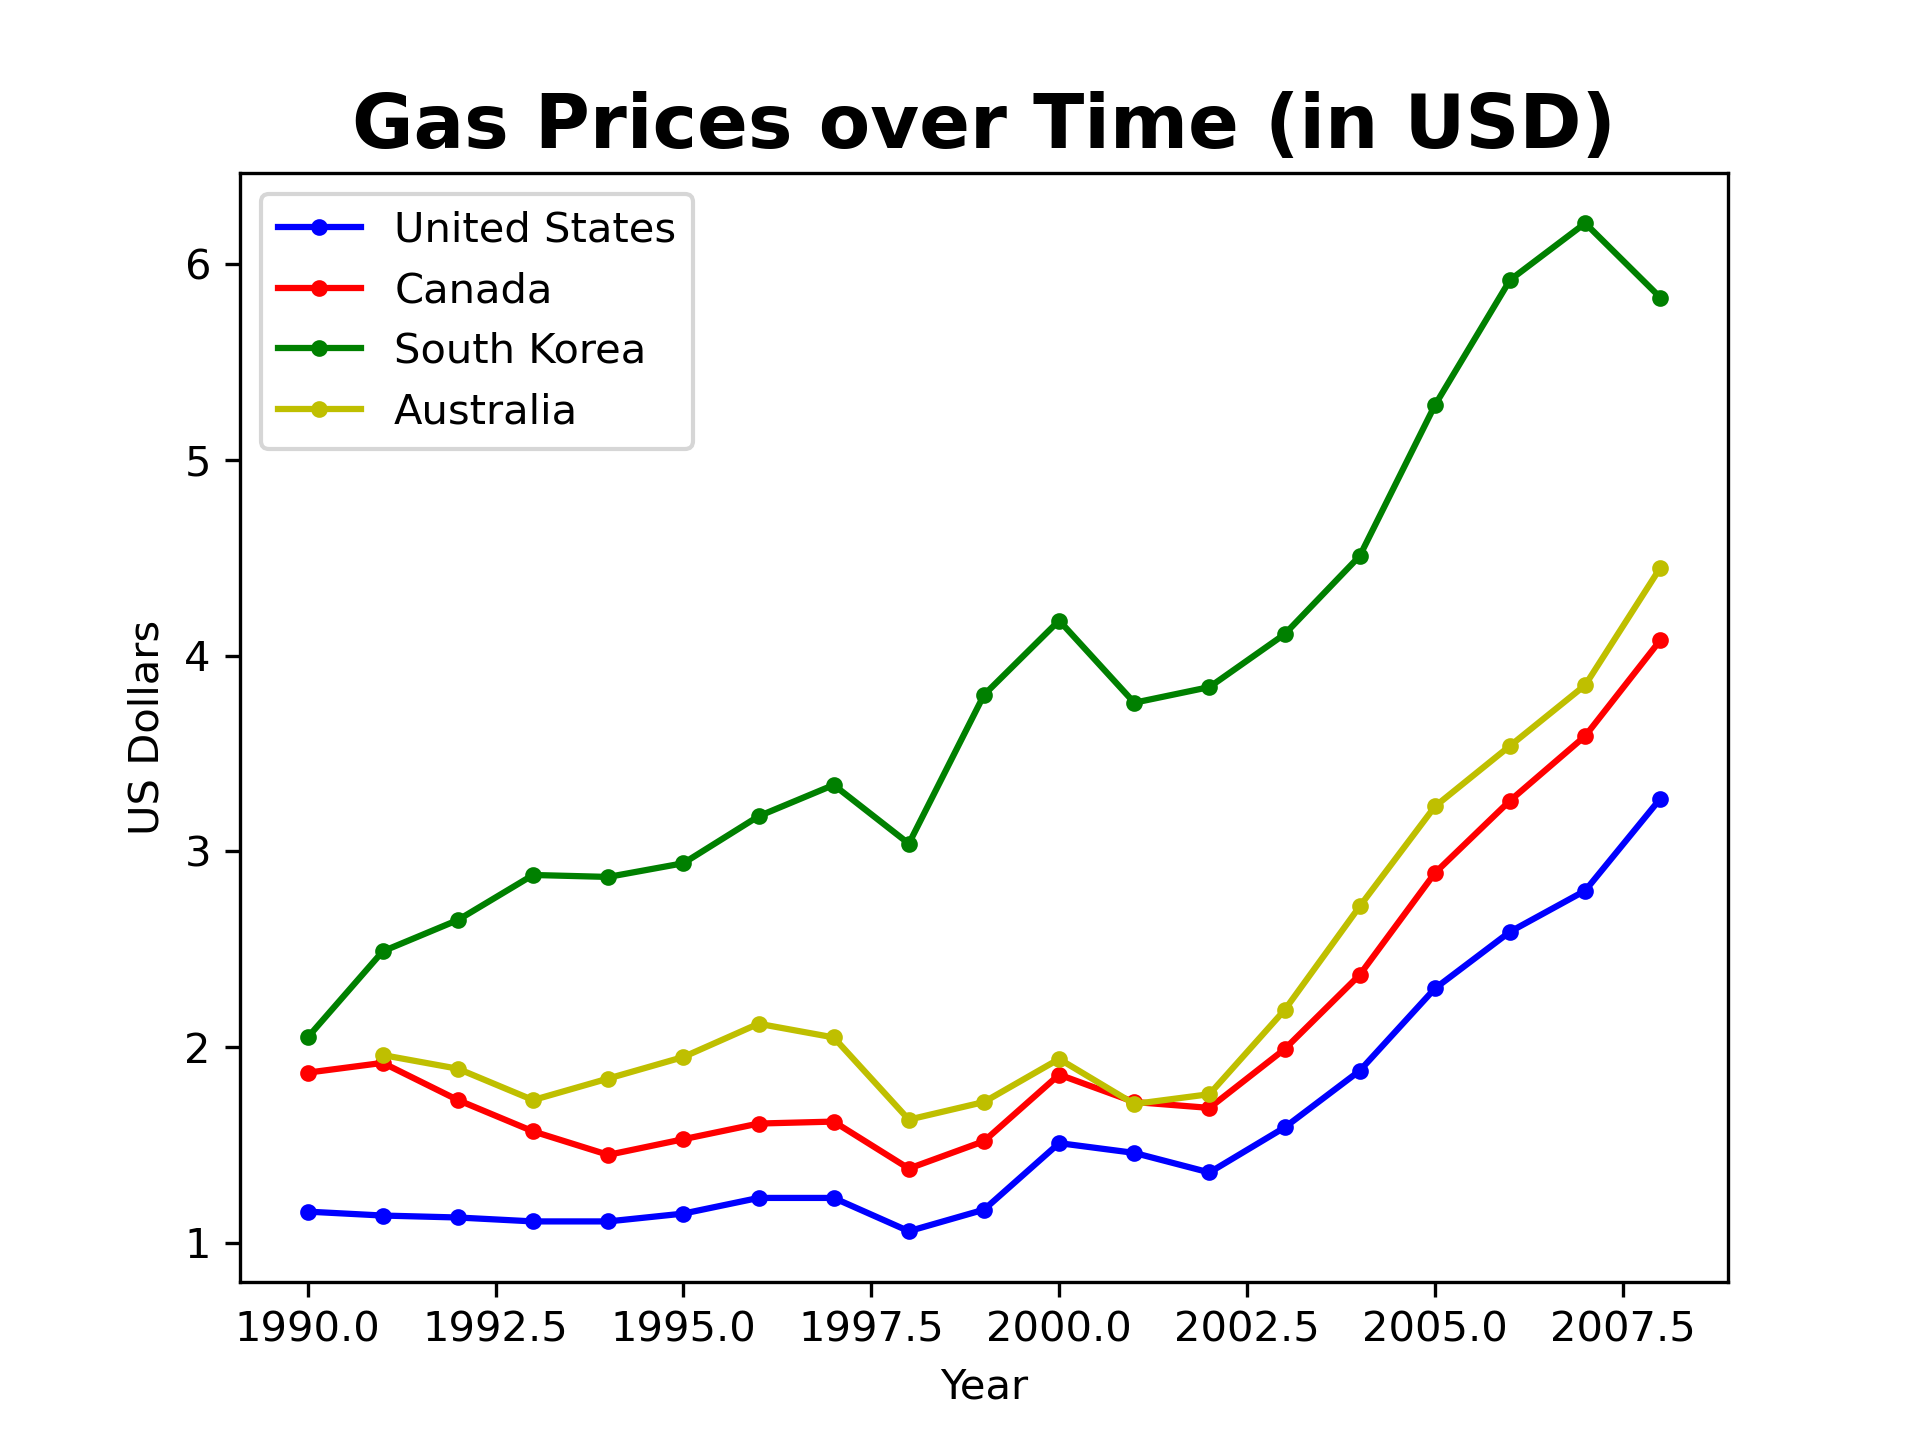 Gas Prices over Time (in USD)
United States
Canada
South Korea
Australia
6
5
4
3
2
1
US Dollars
1990.0 1992.5 1995.0 1997.5 2000.0 2002.5 2005.0 2007.5
Year